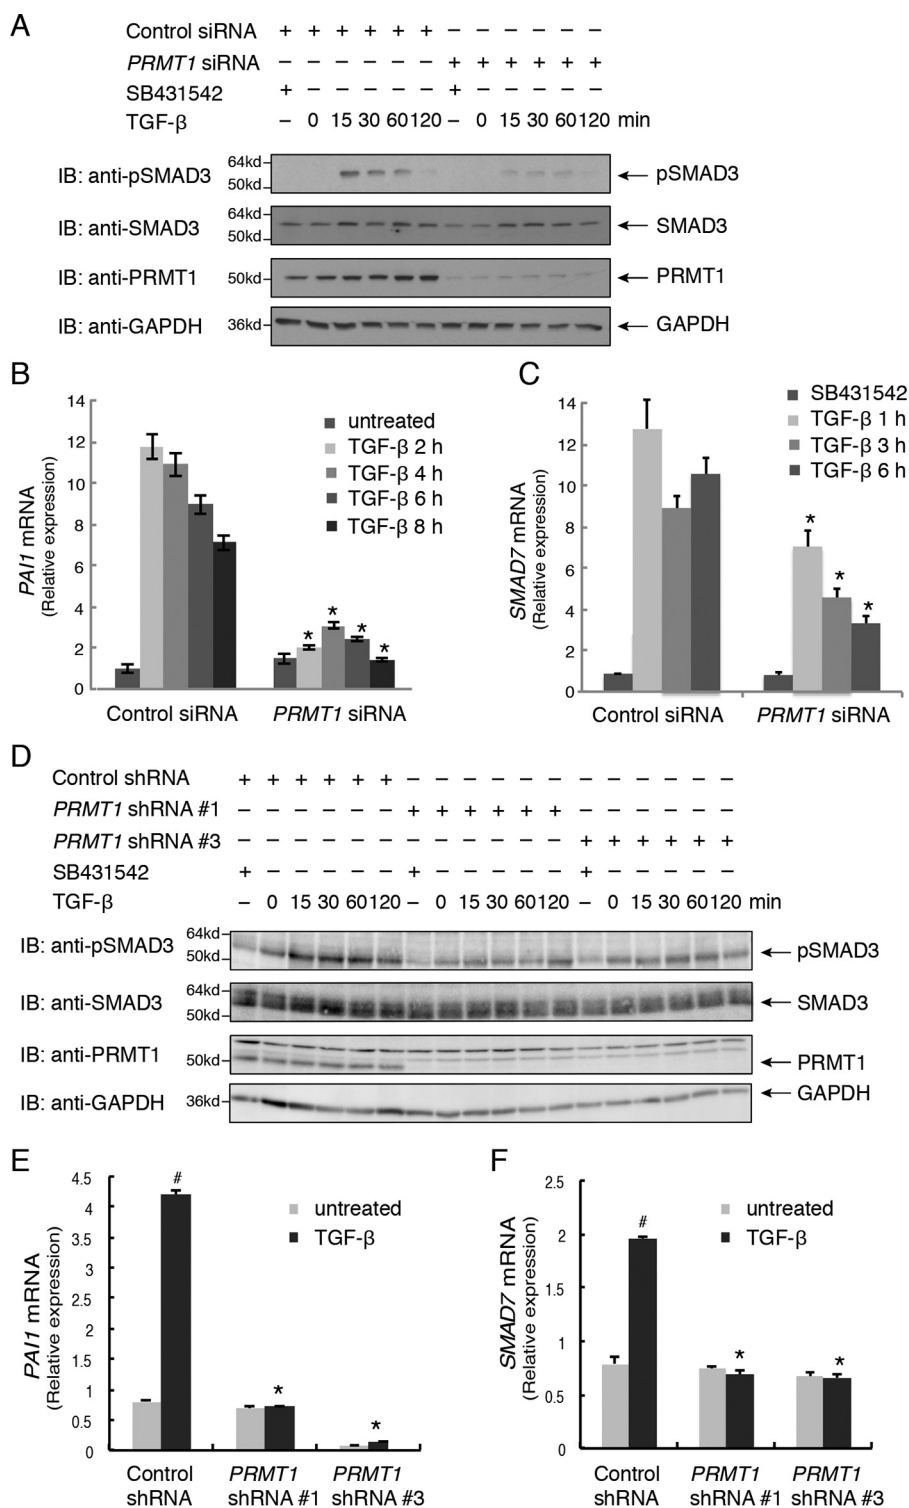 A
Control siRNA + + + + + + – – – – – –
PRMT1 siRNA – – – – – – + + + + + +
SB431542 + – – – – – + – – – – –
TGF-β – 0 15 30 60 120 – 0 15 30 60 120 min
IB: anti-pSMAD3 64kd 50kd pSMAD3
IB: anti-SMAD3 64kd 50kd SMAD3
IB: anti-PRMT1 50kd PRMT1
IB: anti-GAPDH 36kd GAPDH
B
PAI1 mRNA
(Relative expression)
14
12
10
8
6
4
2
0
untreated
TGF-β 2 h
TGF-β 4 h
TGF-β 6 h
TGF-β 8 h
* * * *
Control siRNA PRMT1 siRNA
C
SMAD7 mRNA
(Relative expression)
14
12
10
8
6
4
2
0
SB431542
TGF-β 1 h
TGF-β 3 h
TGF-β 6 h
* * *
Control siRNA PRMT1 siRNA
D
Control shRNA + + + + + + – – – – – – – – – – – –
PRMT1 shRNA #1 – – – – – – + + + + + + – – – – – –
PRMT1 shRNA #3 – – – – – – – – – – – – + + + + + +
SB431542 + – – – – – + – – – – – + – – – – –
TGF-β – 0 15 30 60 120 – 0 15 30 60 120 – 0 15 30 60 120 min
IB: anti-pSMAD3 64kd 50kd pSMAD3
IB: anti-SMAD3 64kd 50kd SMAD3
IB: anti-PRMT1 50kd PRMT1
IB: anti-GAPDH 36kd GAPDH
E
PAI1 mRNA
(Relative expression)
4.5
4
3.5
3
2.5
2
1.5
1
0.5
0
untreated
TGF-β
# * *
Control
shRNA
PRMT1
shRNA #1
PRMT1
shRNA #3
F
SMAD7 mRNA
(Relative expression)
2.5
2
1.5
1
0.5
0
untreated
TGF-β
# * *
Control
shRNA
PRMT1
shRNA #1
PRMT1
shRNA #3